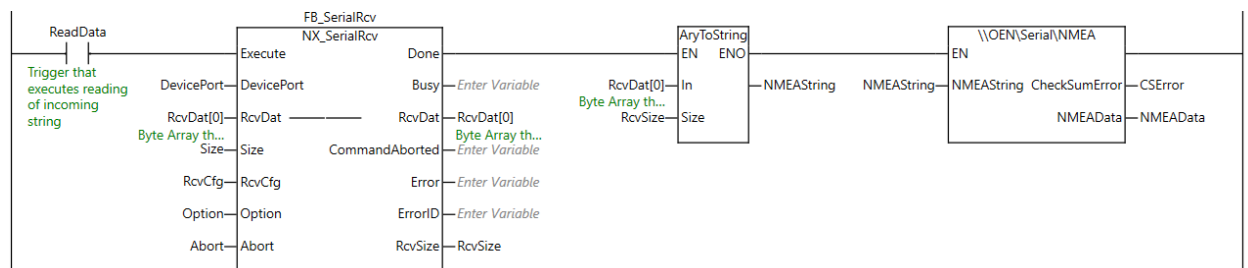 FB_SerialRcv
ReadData NX_SerialRcv AryToString \\OEN\Serial\NMEA
Execute Done EN ENO EN
Trigger that
executes reading
of incoming
string
DevicePort DevicePort Busy Enter Variable RcvDat[0] In NMEAString NMEAString NMEAString CheckSumError CSError
Byte Array th...
RcvDat[0] RcvDat RcvDat RcvDat[0] RcvSize Size NMEAData NMEAData
Byte Array th... Byte Array th...
Size Size CommandAborted Enter Variable
RcvCfg RcvCfg Error Enter Variable
Option Option ErrorID Enter Variable
Abort Abort RcvSize RcvSize